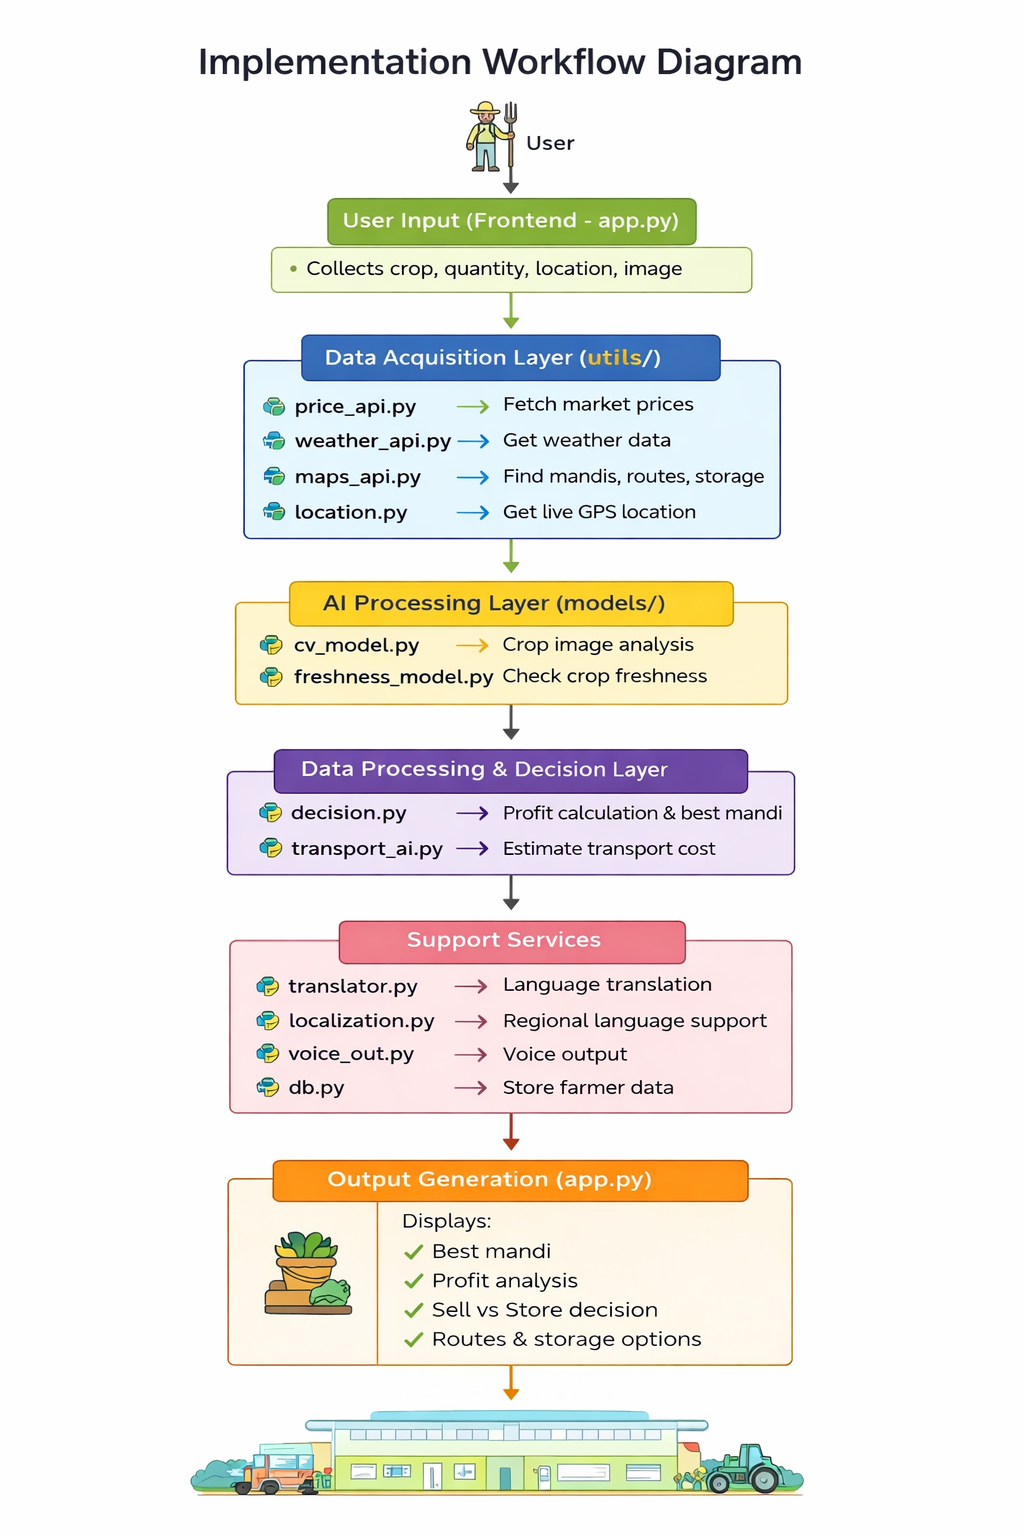 Implementation Workflow Diagram
User
User Input (Frontend - app.py)
• Collects crop, quantity, location, image
Data Acquisition Layer (utils/)
price_api.py → Fetch market prices
weather_api.py → Get weather data
maps_api.py → Find mandis, routes, storage
location.py → Get live GPS location
AI Processing Layer (models/)
cv_model.py → Crop image analysis
freshness_model.py Check crop freshness
Data Processing & Decision Layer
decision.py → Profit calculation & best mandi
transport_ai.py → Estimate transport cost
Support Services
translator.py → Language translation
localization.py → Regional language support
voice_out.py → Voice output
db.py → Store farmer data
Output Generation (app.py)
Displays:
✓ Best mandi
✓ Profit analysis
✓ Sell vs Store decision
✓ Routes & storage options